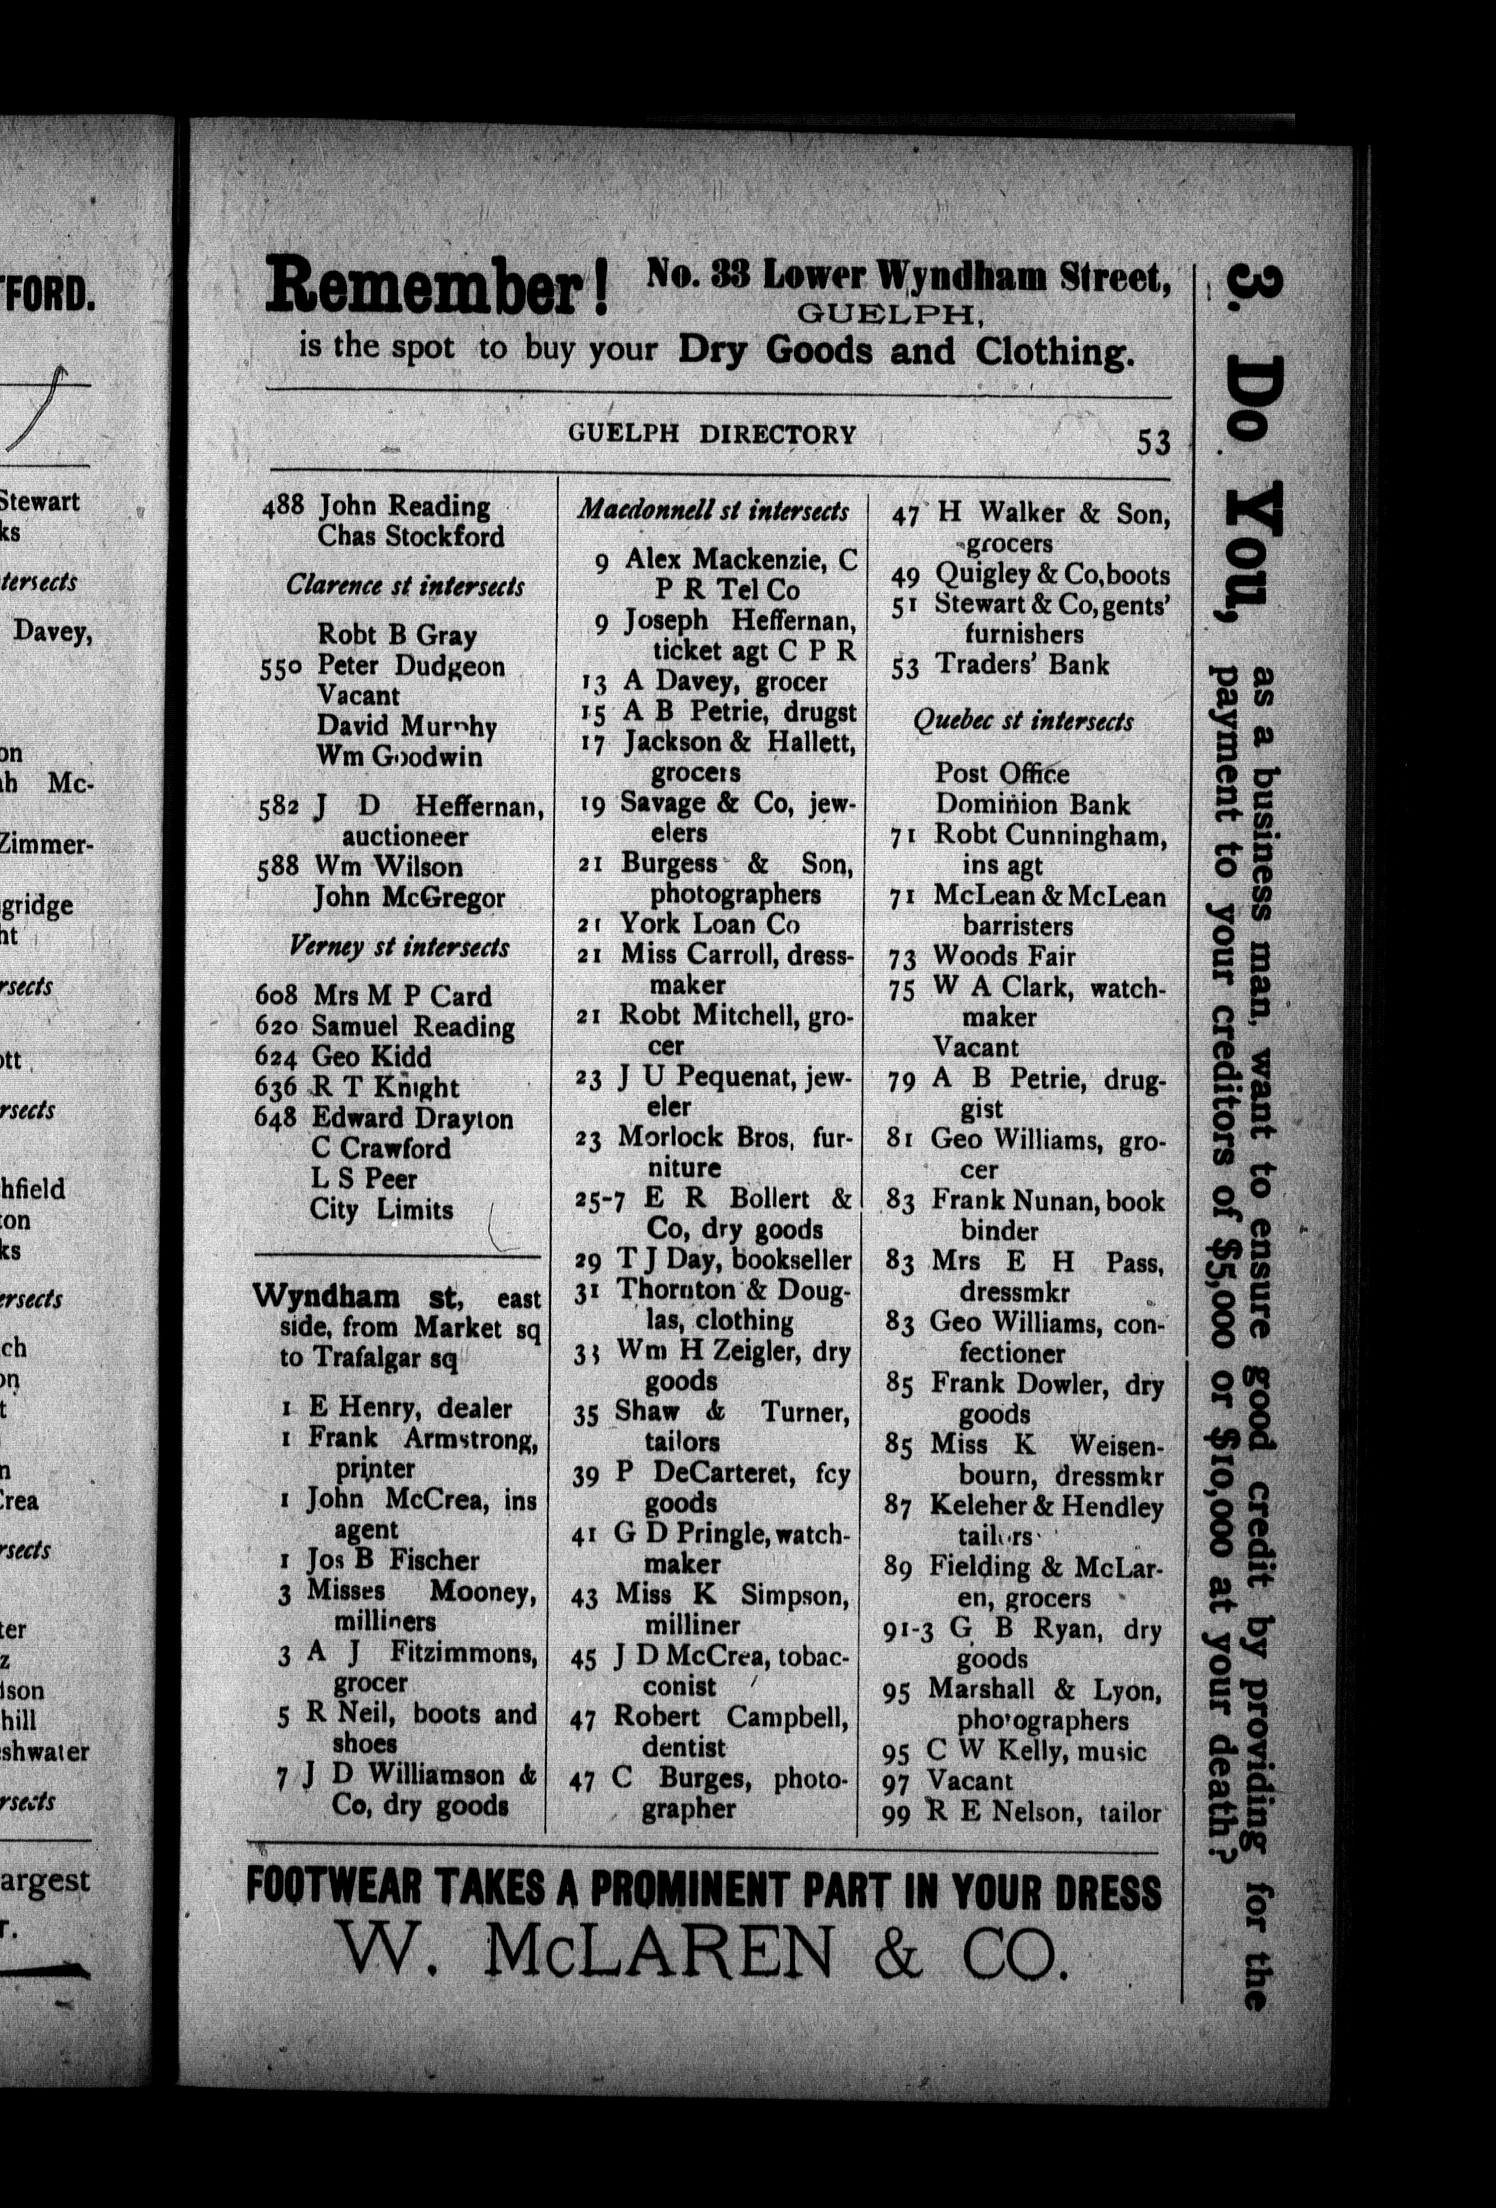 Remember! No. 33 Lower Wyndham Street,
GUELPH,
is the spot to buy your Dry Goods and Clothing.
GUELPH DIRECTORY 53
488 John Reading
Chas Stockford
Clarence st intersects
Robt B Gray
550 Peter Dudgeon
Vacant
David Murphy
Wm Goodwin
582 J D Heffernan,
auctioneer
588 Wm Wilson
John McGregor
Verney st intersects
608 Mrs M P Card
620 Samuel Reading
624 Geo Kidd
636 R T Knight
648 Edward Drayton
C Crawford
L S Peer
City Limits
Wyndham st, east
side, from Market sq
to Trafalgar sq
1 E Henry, dealer
1 Frank Armstrong,
printer
1 John McCrea, ins
agent
1 Jos B Fischer
3 Misses Mooney,
milliners
3 A J Fitzimmons,
grocer
5 R Neil, boots and
shoes
7 J D Williamson &
Co, dry goods
Macdonnell st intersects
9 Alex Mackenzie, C
P R Tel Co
9 Joseph Heffernan,
ticket agt C P R
13 A Davey, grocer
15 A B Petrie, drugst
17 Jackson & Hallett,
grocers
19 Savage & Co, jew-
elers
21 Burgess & Son,
photographers
21 York Loan Co
21 Miss Carroll, dress-
maker
21 Robt Mitchell, gro-
cer
23 J U Pequenat, jew-
eler
23 Morlock Bros, fur-
niture
25-7 E R Bollert &
Co, dry goods
29 T J Day, bookseller
31 Thornton & Doug-
las, clothing
33 Wm H Zeigler, dry
goods
35 Shaw & Turner,
tailors
39 P DeCarteret, fcy
goods
41 G D Pringle, watch-
maker
43 Miss K Simpson,
milliner
45 J D McCrea, tobac-
conist
47 Robert Campbell,
dentist
47 C Burges, photo-
grapher
47 H Walker & Son,
grocers
49 Quigley & Co, boots
51 Stewart & Co, gents'
furnishers
53 Traders' Bank
Quebec st intersects
Post Office
Dominion Bank
71 Robt Cunningham,
ins agt
71 McLean & McLean
barristers
73 Woods Fair
75 W A Clark, watch-
maker
Vacant
79 A B Petrie, drug-
gist
81 Geo Williams, gro-
cer
83 Frank Nunan, book
binder
83 Mrs E H Pass,
dressmkr
83 Geo Williams, con-
fectioner
85 Frank Dowler, dry
goods
85 Miss K Weisen-
bourn, dressmkr
87 Keleher & Hendley
tailors
89 Fielding & McLar-
en, grocers
91-3 G B Ryan, dry
goods
95 Marshall & Lyon,
photographers
95 C W Kelly, music
97 Vacant
99 R E Nelson, tailor
FOOTWEAR TAKES A PROMINENT PART IN YOUR DRESS
W. McLAREN & CO.
3. Do You, as a business man, want to ensure good credit by providing for the
payment to your creditors of $5,000 or $10,000 at your death?